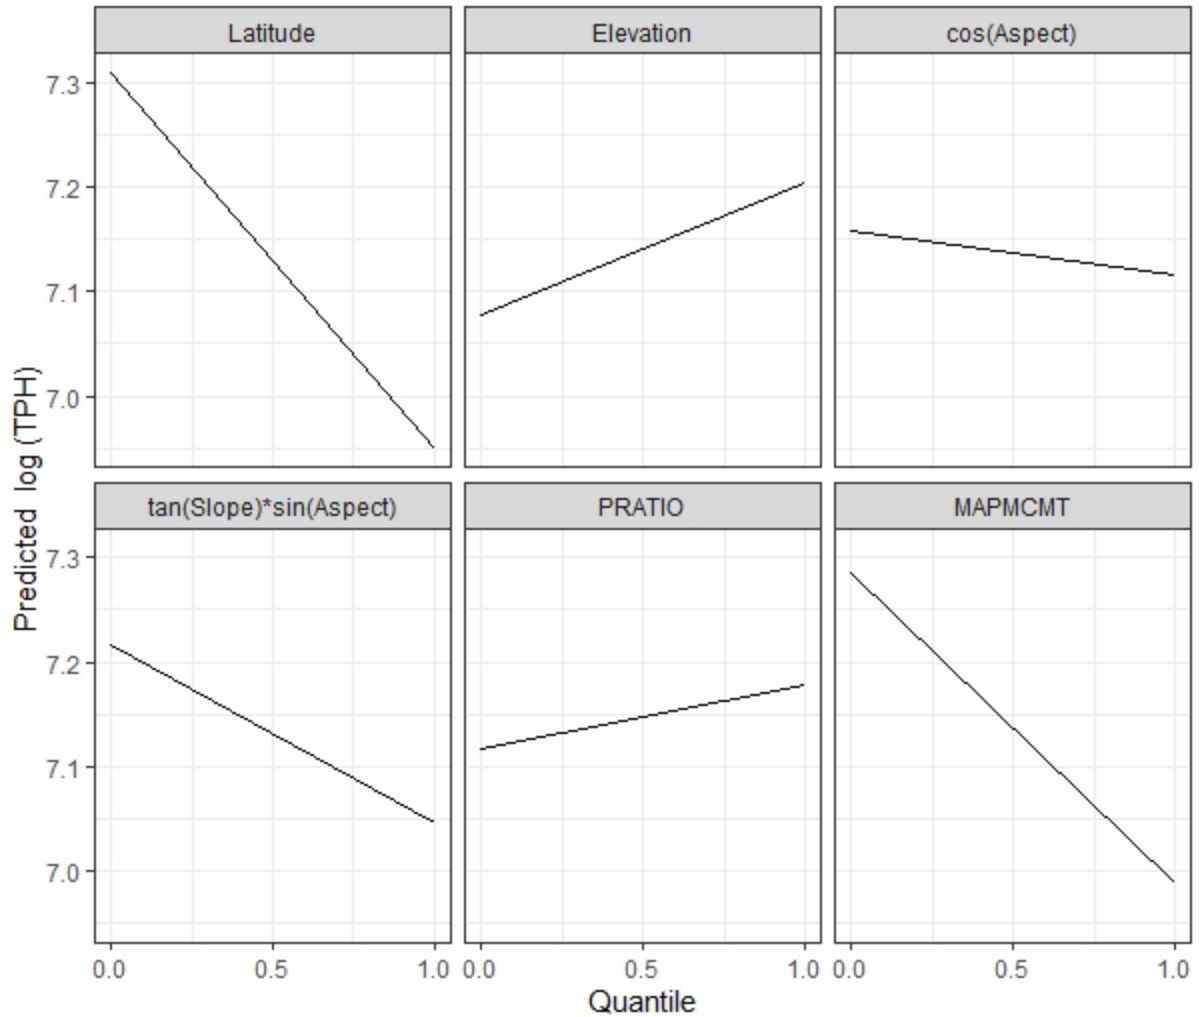 Latitude Elevation cos(Aspect)
7.3
7.2
7.1
7.0
Predicted log (TPH)
tan(Slope)*sin(Aspect) PRATIO MAPMCMT
7.3
7.2
7.1
7.0
0.0 0.5 1.0 0.0 0.5 1.0 0.0 0.5 1.0
Quantile